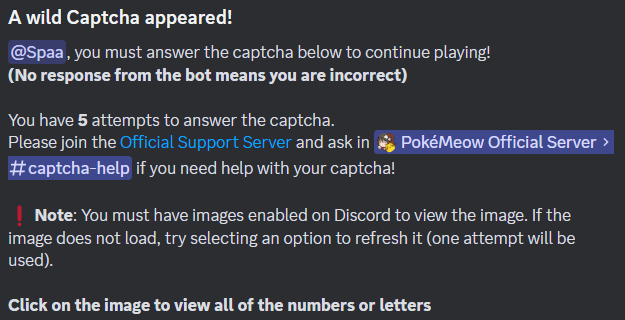 A wild Captcha appeared!
@Spaa, you must answer the captcha below to continue playing!
(No response from the bot means you are incorrect)
You have 5 attempts to answer the captcha.
Please join the Official Support Server and ask in PokéMeow Official Server ›
#captcha-help if you need help with your captcha!
❗ Note: You must have images enabled on Discord to view the image. If the
image does not load, try selecting an option to refresh it (one attempt will be
used).
Click on the image to view all of the numbers or letters